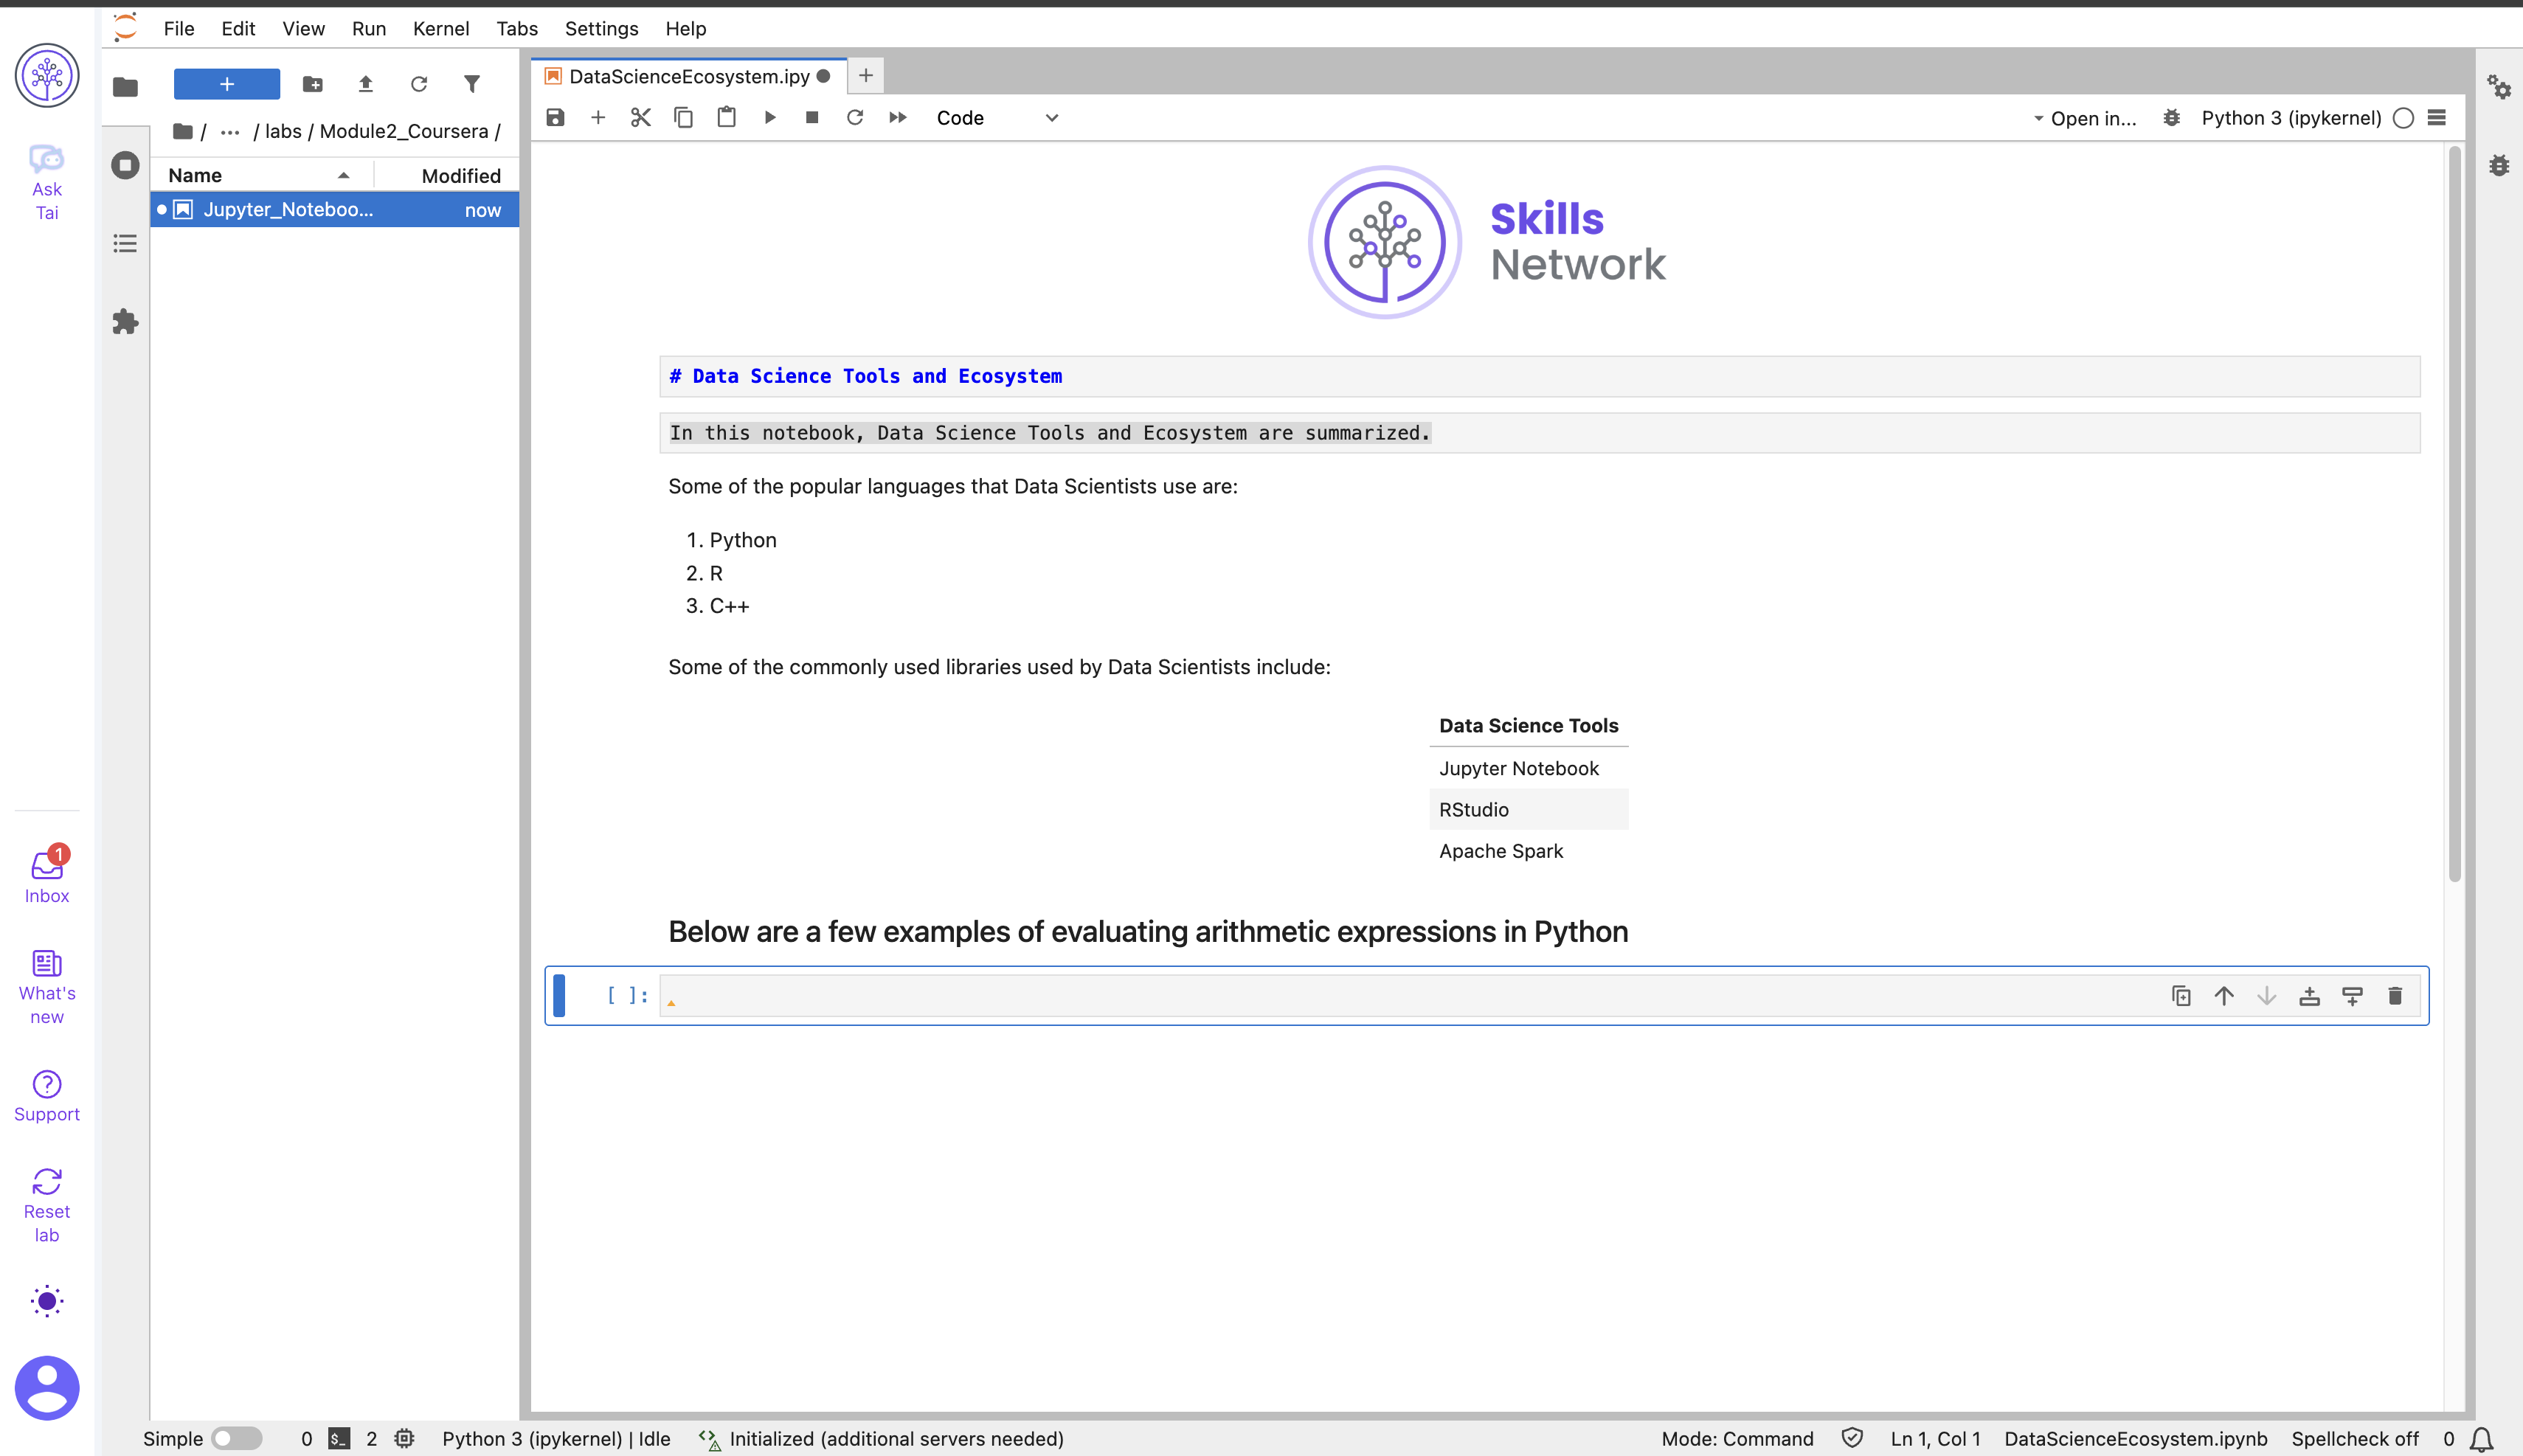 File Edit View Run Kernel Tabs Settings Help
Ask
Tai
+
/ ... / labs / Module2_Coursera /
Name Modified
Jupyter_Noteboo... now
DataScienceEcosystem.ipy
+
Code
Open in...
Python 3 (ipykernel)
Skills
Network
# Data Science Tools and Ecosystem
In this notebook, Data Science Tools and Ecosystem are summarized.
Some of the popular languages that Data Scientists use are:
1. Python
2. R
3. C++
Some of the commonly used libraries used by Data Scientists include:
Data Science Tools
Jupyter Notebook
RStudio
Apache Spark
Below are a few examples of evaluating arithmetic expressions in Python
[ ]:
1
Inbox
What's
new
Support
Reset
lab
Simple 0 $_ 2 Python 3 (ipykernel) | Idle Initialized (additional servers needed) Mode: Command Ln 1, Col 1 DataScienceEcosystem.ipynb Spellcheck off 0